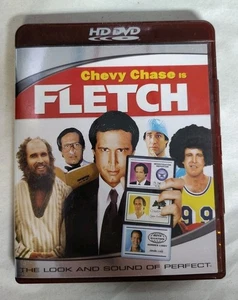 HD DVD
Chevy Chase is
FLETCH
99
THE LOOK AND SOUND OF PERFECT.